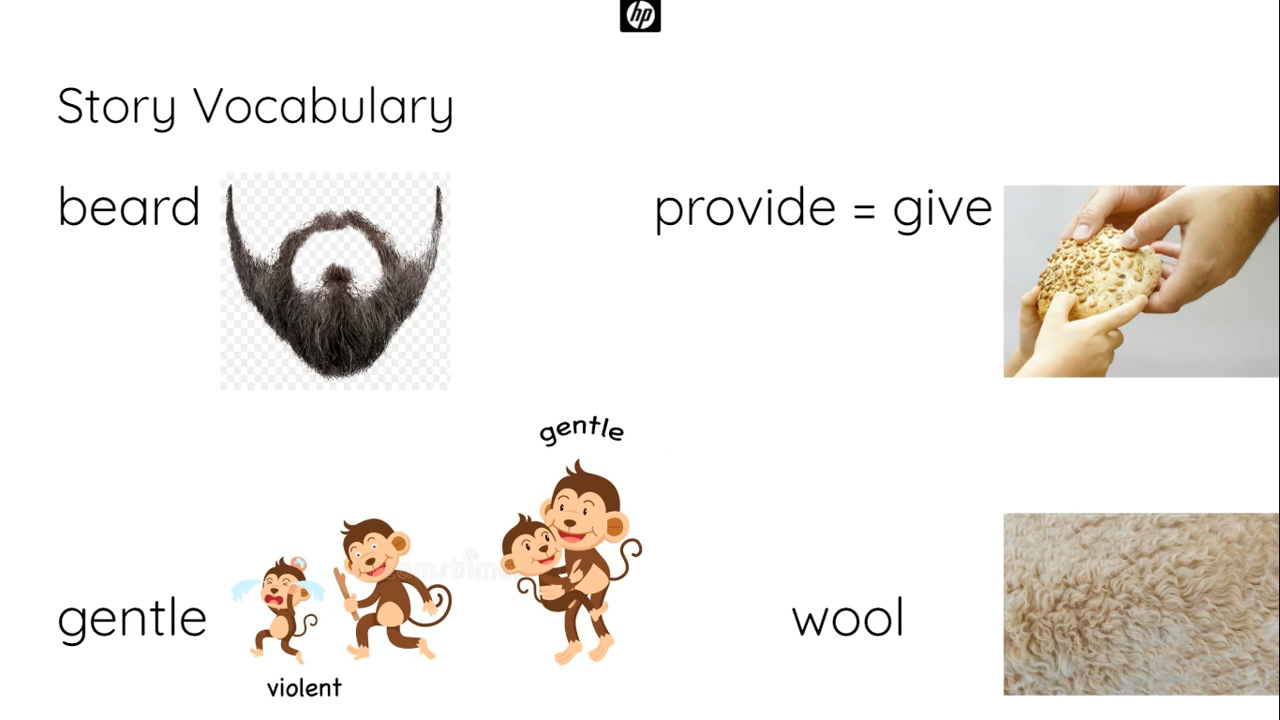 hp
Story Vocabulary
beard
provide = give
gentle
gentle
violent
wool